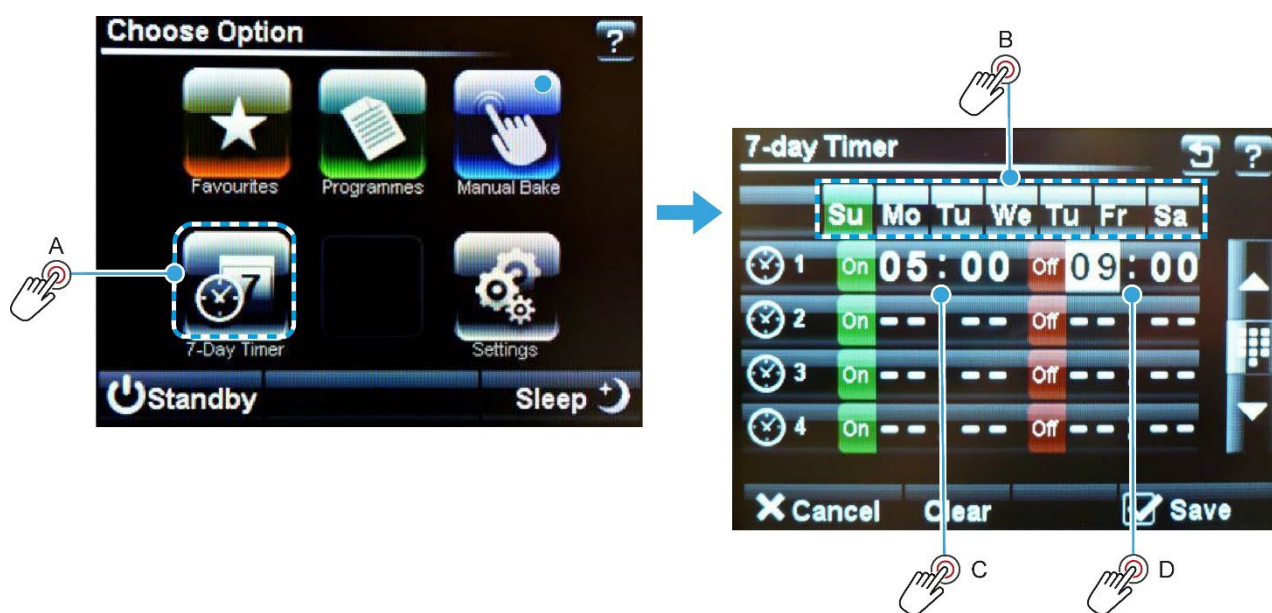 Choose Option
?
Favourites
Programmes
Manual Bake
A
7
7-Day Timer
Settings
Standby
Sleep
B
7-day Timer
?
Su Mo Tu We Tu Fr Sa
1 On 05:00 Off 09:00
2 On -- -- Off -- : --
3 On -- -- Off -- : --
4 On -- -- Off -- : --
Cancel Clear Save
C
D